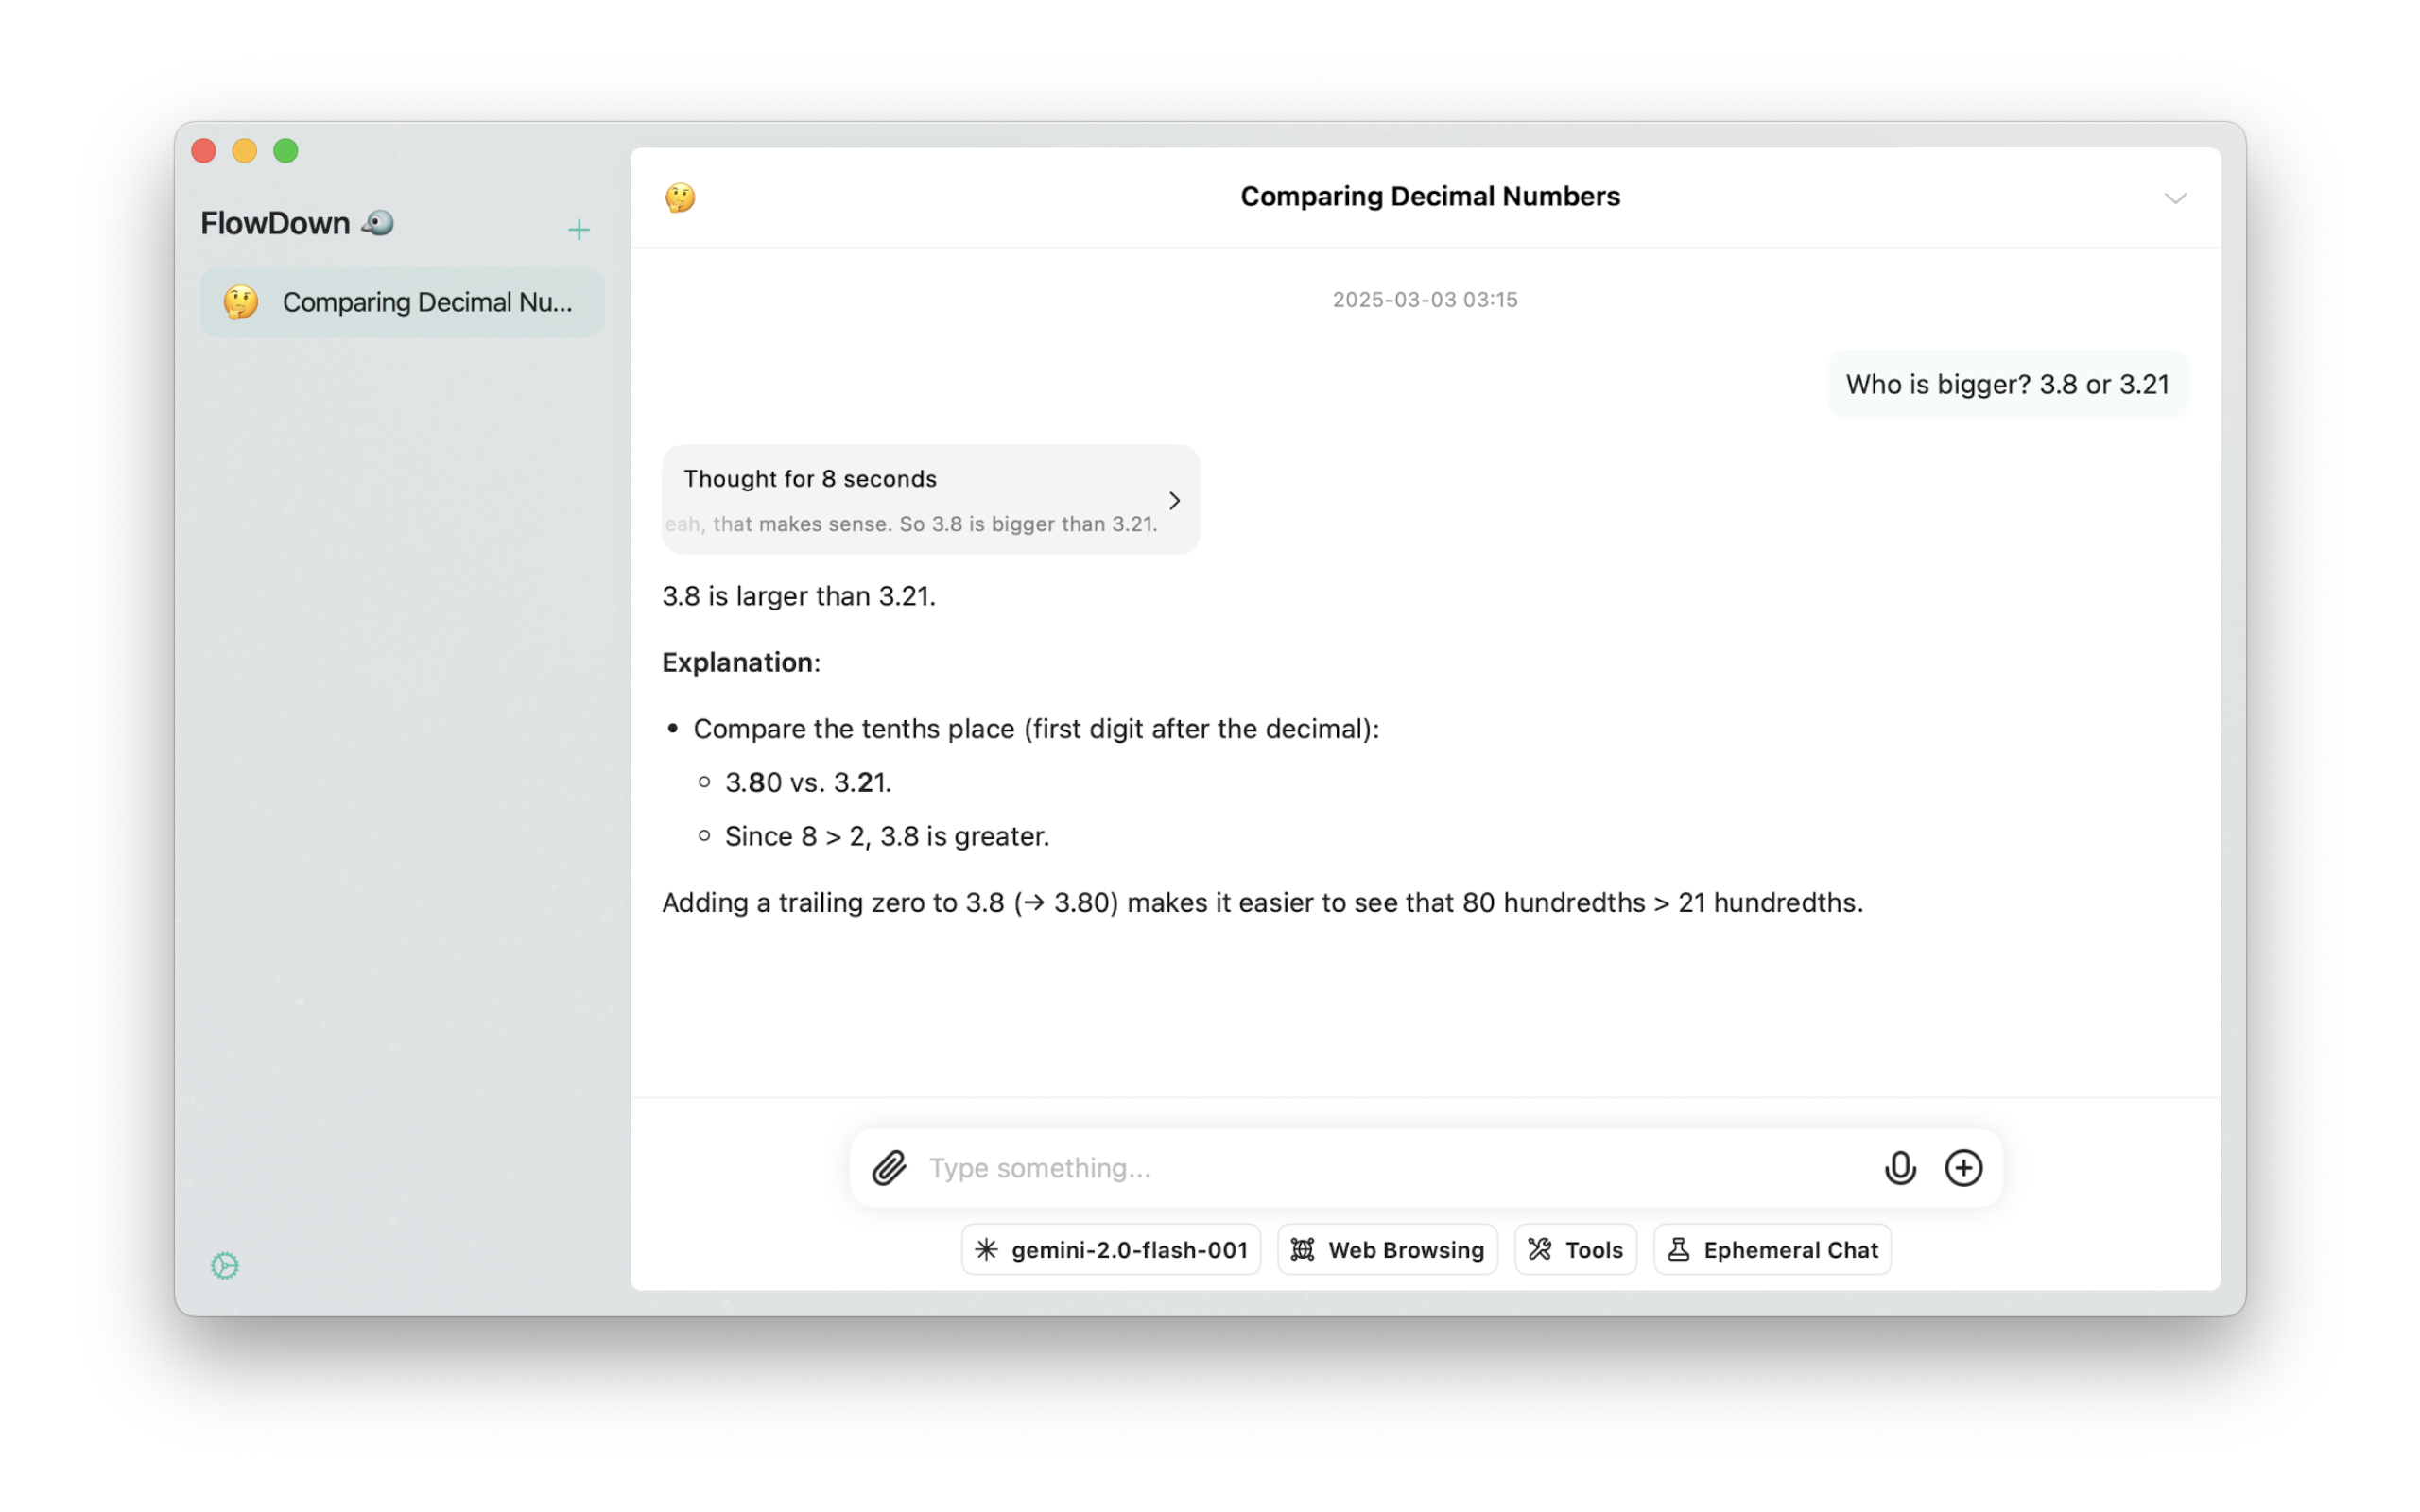 FlowDown
Comparing Decimal Nu...
Comparing Decimal Numbers
2025-03-03 03:15
Who is bigger? 3.8 or 3.21
Thought for 8 seconds
eah, that makes sense. So 3.8 is bigger than 3.21.
3.8 is larger than 3.21.
Explanation:
• Compare the tenths place (first digit after the decimal):
◦ 3.80 vs. 3.21.
◦ Since 8 > 2, 3.8 is greater.
Adding a trailing zero to 3.8 (→ 3.80) makes it easier to see that 80 hundredths > 21 hundredths.
Type something...
gemini-2.0-flash-001
Web Browsing
Tools
Ephemeral Chat